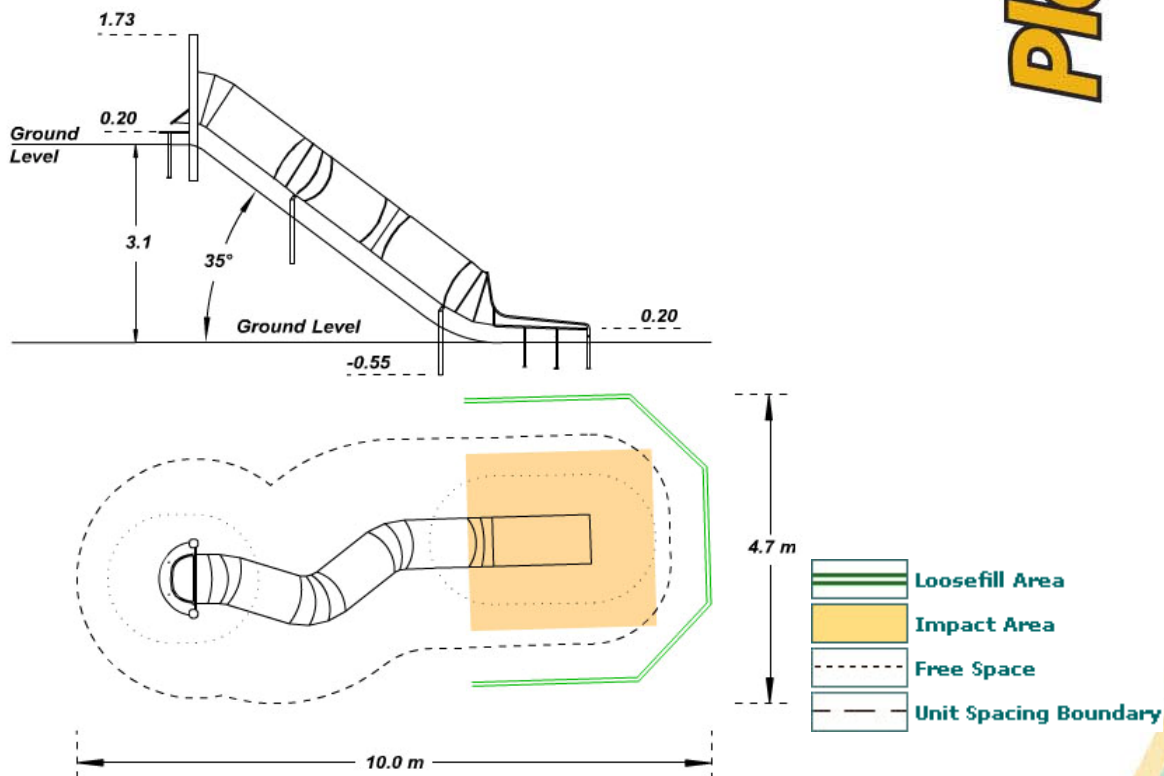 1.73
0.20
Ground
Level
3.1
35°
Ground Level
0.20
-0.55
4.7 m
Loosefill Area
Impact Area
Free Space
Unit Spacing Boundary
10.0 m